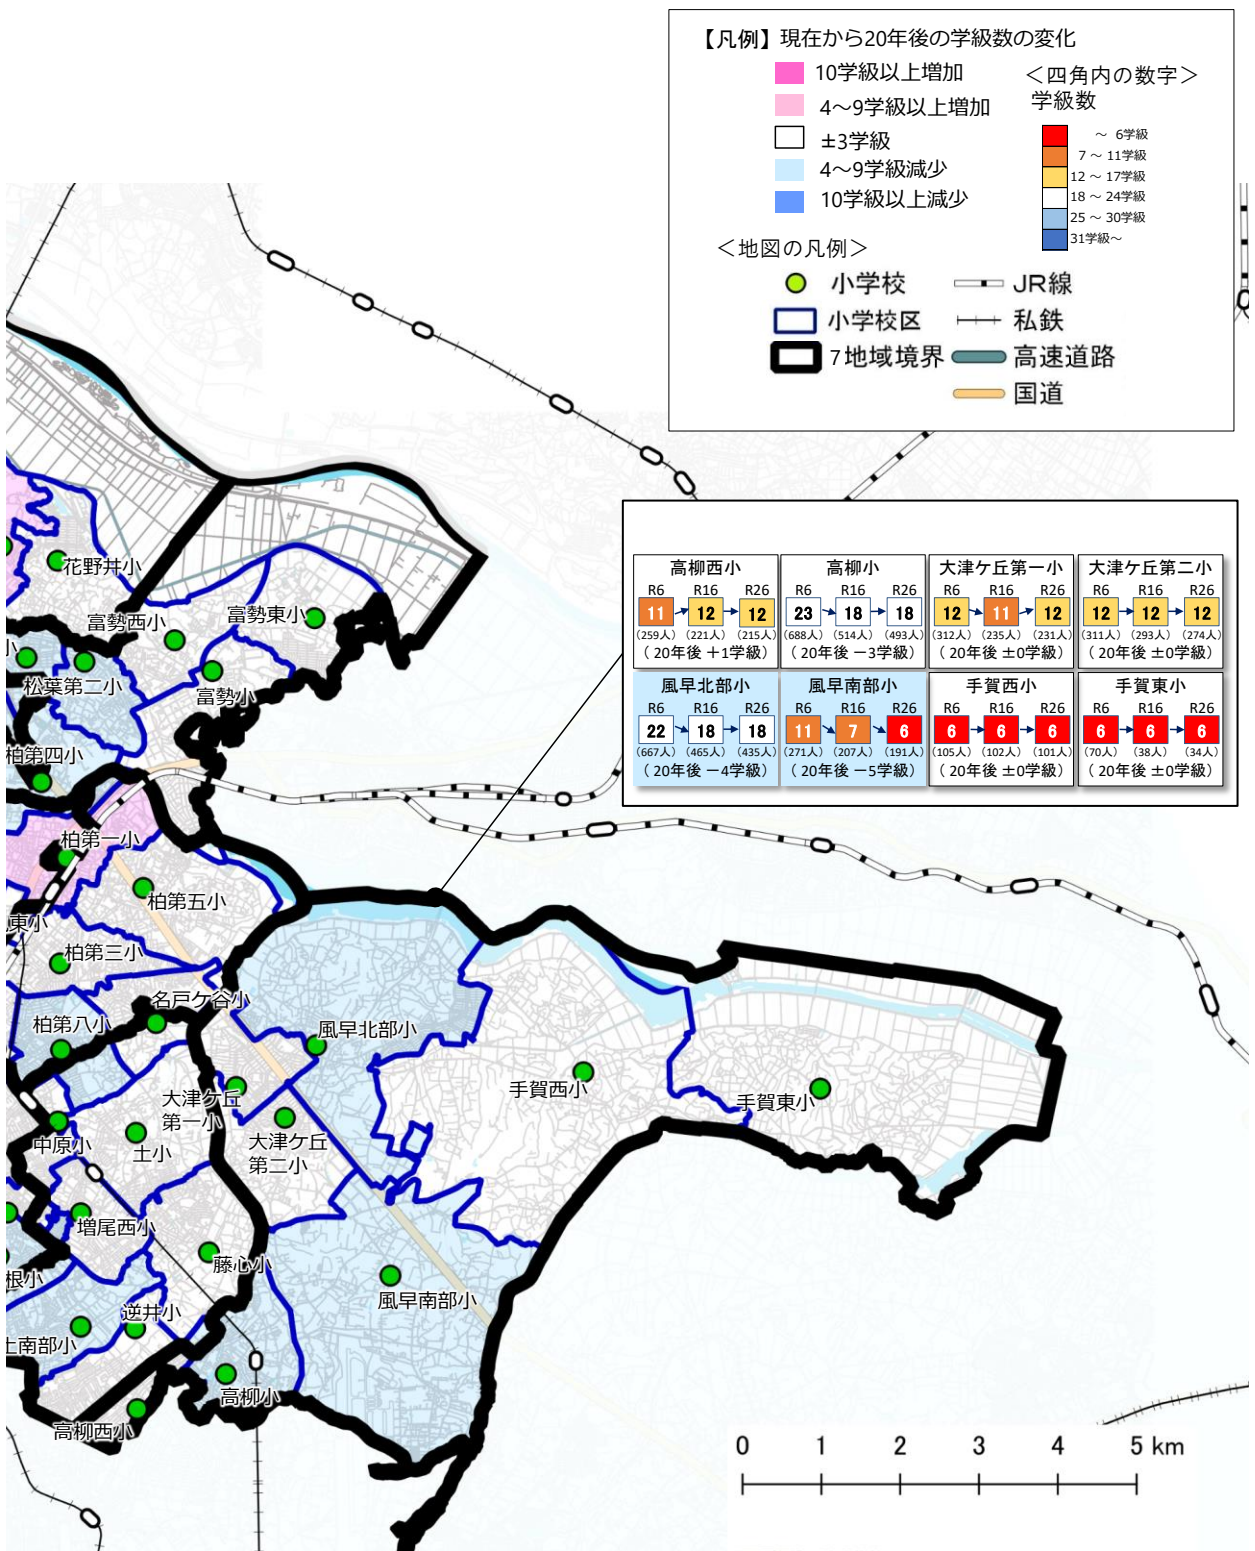 【凡例】現在から20年後の学級数の変化
10学級以上増加
4～9学級以上増加
±3学級
4～9学級減少
10学級以上減少
＜四角内の数字＞
学級数
～ 6学級
7 ～ 11学級
12 ～ 17学級
18 ～ 24学級
25 ～ 30学級
31学級～
＜地図の凡例＞
小学校
小学校区
7地域境界
JR線
私鉄
高速道路
国道
高柳西小
R6 R16 R26
11 12 12
(259人) (221人) (215人)
( 20年後 ＋1学級)
高柳小
R6 R16 R26
23 18 18
(688人) (514人) (493人)
( 20年後 －3学級)
大津ケ丘第一小
R6 R16 R26
12 11 12
(312人) (235人) (231人)
( 20年後 ±0学級)
大津ケ丘第二小
R6 R16 R26
12 12 12
(311人) (293人) (274人)
( 20年後 ±0学級)
風早北部小
R6 R16 R26
22 18 18
(667人) (465人) (435人)
( 20年後 －4学級)
風早南部小
R6 R16 R26
11 7 6
(271人) (207人) (191人)
( 20年後 －5学級)
手賀西小
R6 R16 R26
6 6 6
(105人) (102人) (101人)
( 20年後 ±0学級)
手賀東小
R6 R16 R26
6 6 6
(70人) (38人) (34人)
( 20年後 ±0学級)
花野井小
富勢西小
富勢東小
小
松葉第二小
富勢小
柏第四小
柏第一小
柏第五小
東小
柏第三小
名戸ケ谷小
柏第八小
風早北部小
手賀西小
手賀東小
大津ケ丘
第一小
中原小
土小
大津ケ丘
第二小
増尾西小
藤心小
根小
風早南部小
逆井小
土南部小
高柳小
高柳西小
0 1 2 3 4 5 km